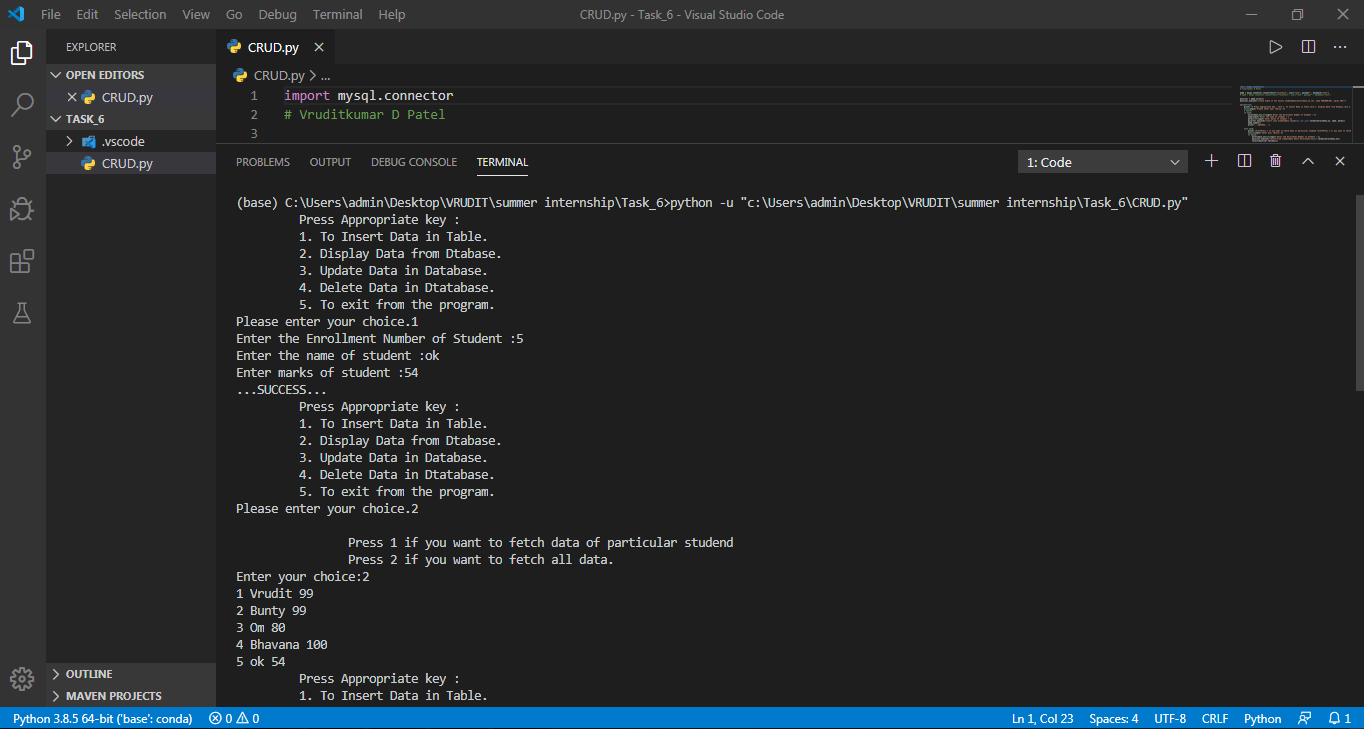 File Edit Selection View Go Debug Terminal Help CRUD.py - Task_6 - Visual Studio Code
EXPLORER
OPEN EDITORS
CRUD.py
TASK_6
.vscode
CRUD.py
OUTLINE
MAVEN PROJECTS
CRUD.py
CRUD.py > ...
1 import mysql.connector
2 # Vruditkumar D Patel
3
PROBLEMS OUTPUT DEBUG CONSOLE TERMINAL 1: Code
(base) C:\Users\admin\Desktop\VRUDIT\summer internship\Task_6>python -u "c:\Users\admin\Desktop\VRUDIT\summer internship\Task_6\CRUD.py"
Press Appropriate key :
1. To Insert Data in Table.
2. Display Data from Dtabase.
3. Update Data in Database.
4. Delete Data in Dtatabase.
5. To exit from the program.
Please enter your choice.1
Enter the Enrollment Number of Student :5
Enter the name of student :ok
Enter marks of student :54
...SUCCESS...
Press Appropriate key :
1. To Insert Data in Table.
2. Display Data from Dtabase.
3. Update Data in Database.
4. Delete Data in Dtatabase.
5. To exit from the program.
Please enter your choice.2
Press 1 if you want to fetch data of particular studend
Press 2 if you want to fetch all data.
Enter your choice:2
1 Vrudit 99
2 Bunty 99
3 Om 80
4 Bhavana 100
5 ok 54
Press Appropriate key :
1. To Insert Data in Table.
Python 3.8.5 64-bit ('base': conda) 0 0 Ln 1, Col 23 Spaces: 4 UTF-8 CRLF Python 1